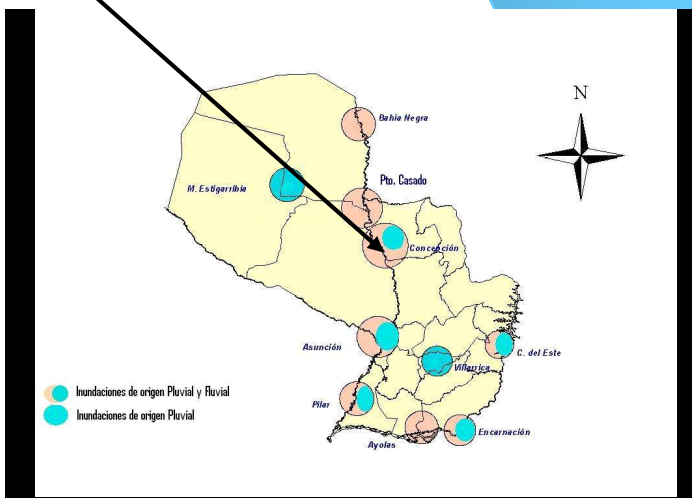 N
Bahía Negra
Pto. Casado
M. Estigarribia
Concepción
Asunción
C. del Este
Villarrica
Inundaciones de origen Pluvial y Fluvial
Inundaciones de origen Pluvial
Pilar
Encarnación
Ayolas